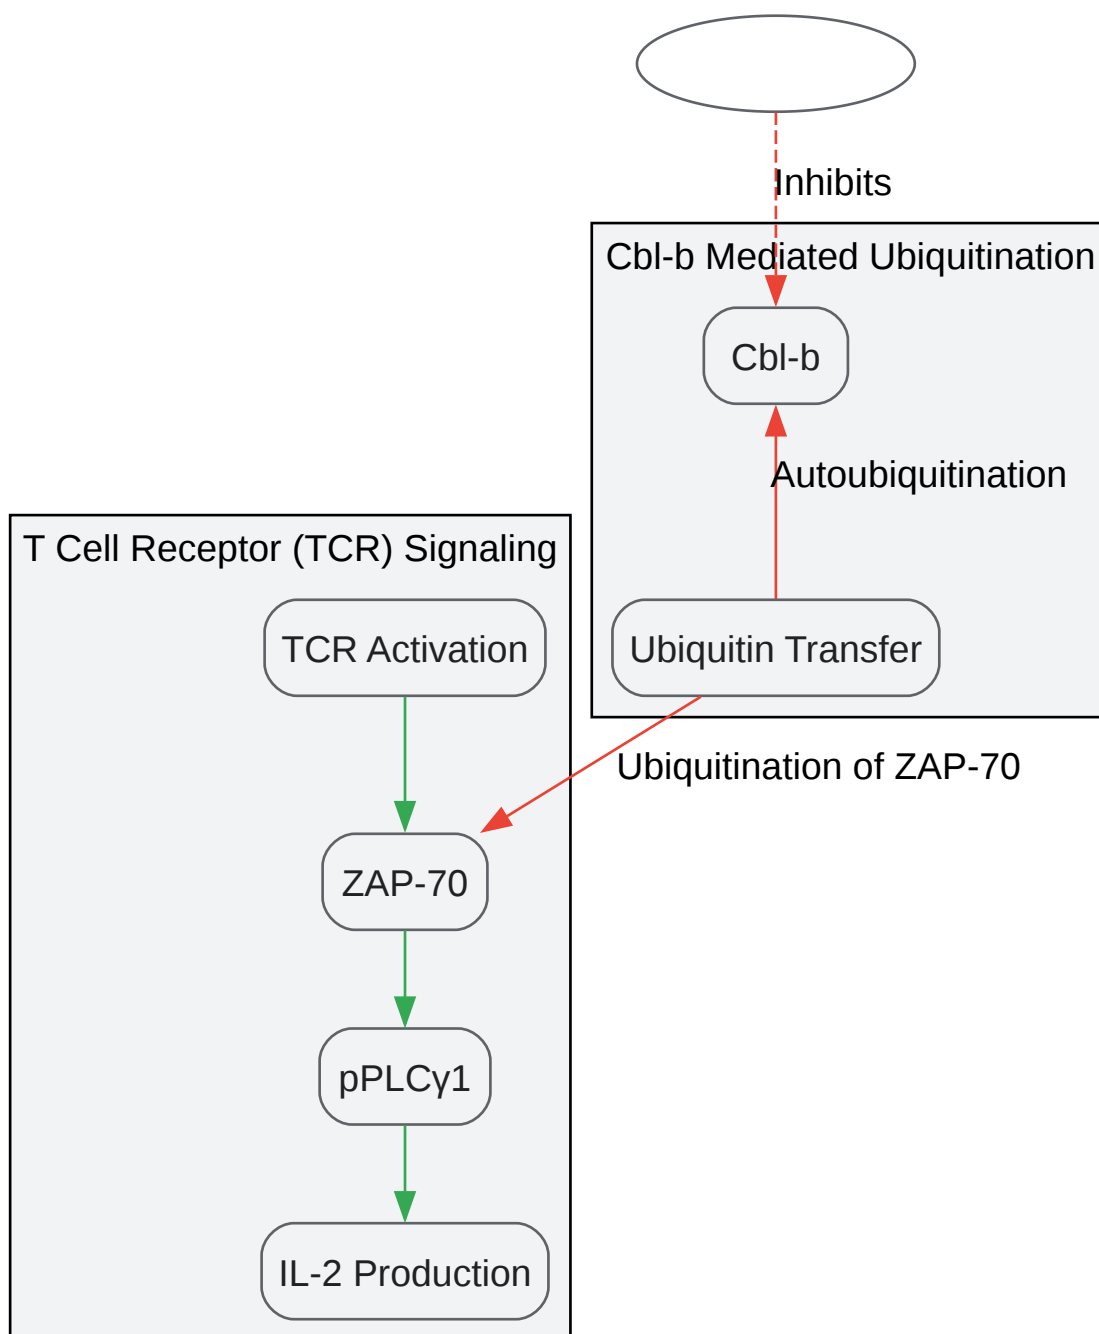 Inhibits
Cbl-b Mediated Ubiquitination
Cbl-b
Autoubiquitination
T Cell Receptor (TCR) Signaling
TCR Activation
Ubiquitin Transfer
Ubiquitination of ZAP-70
ZAP-70
pPLCγ1
IL-2 Production